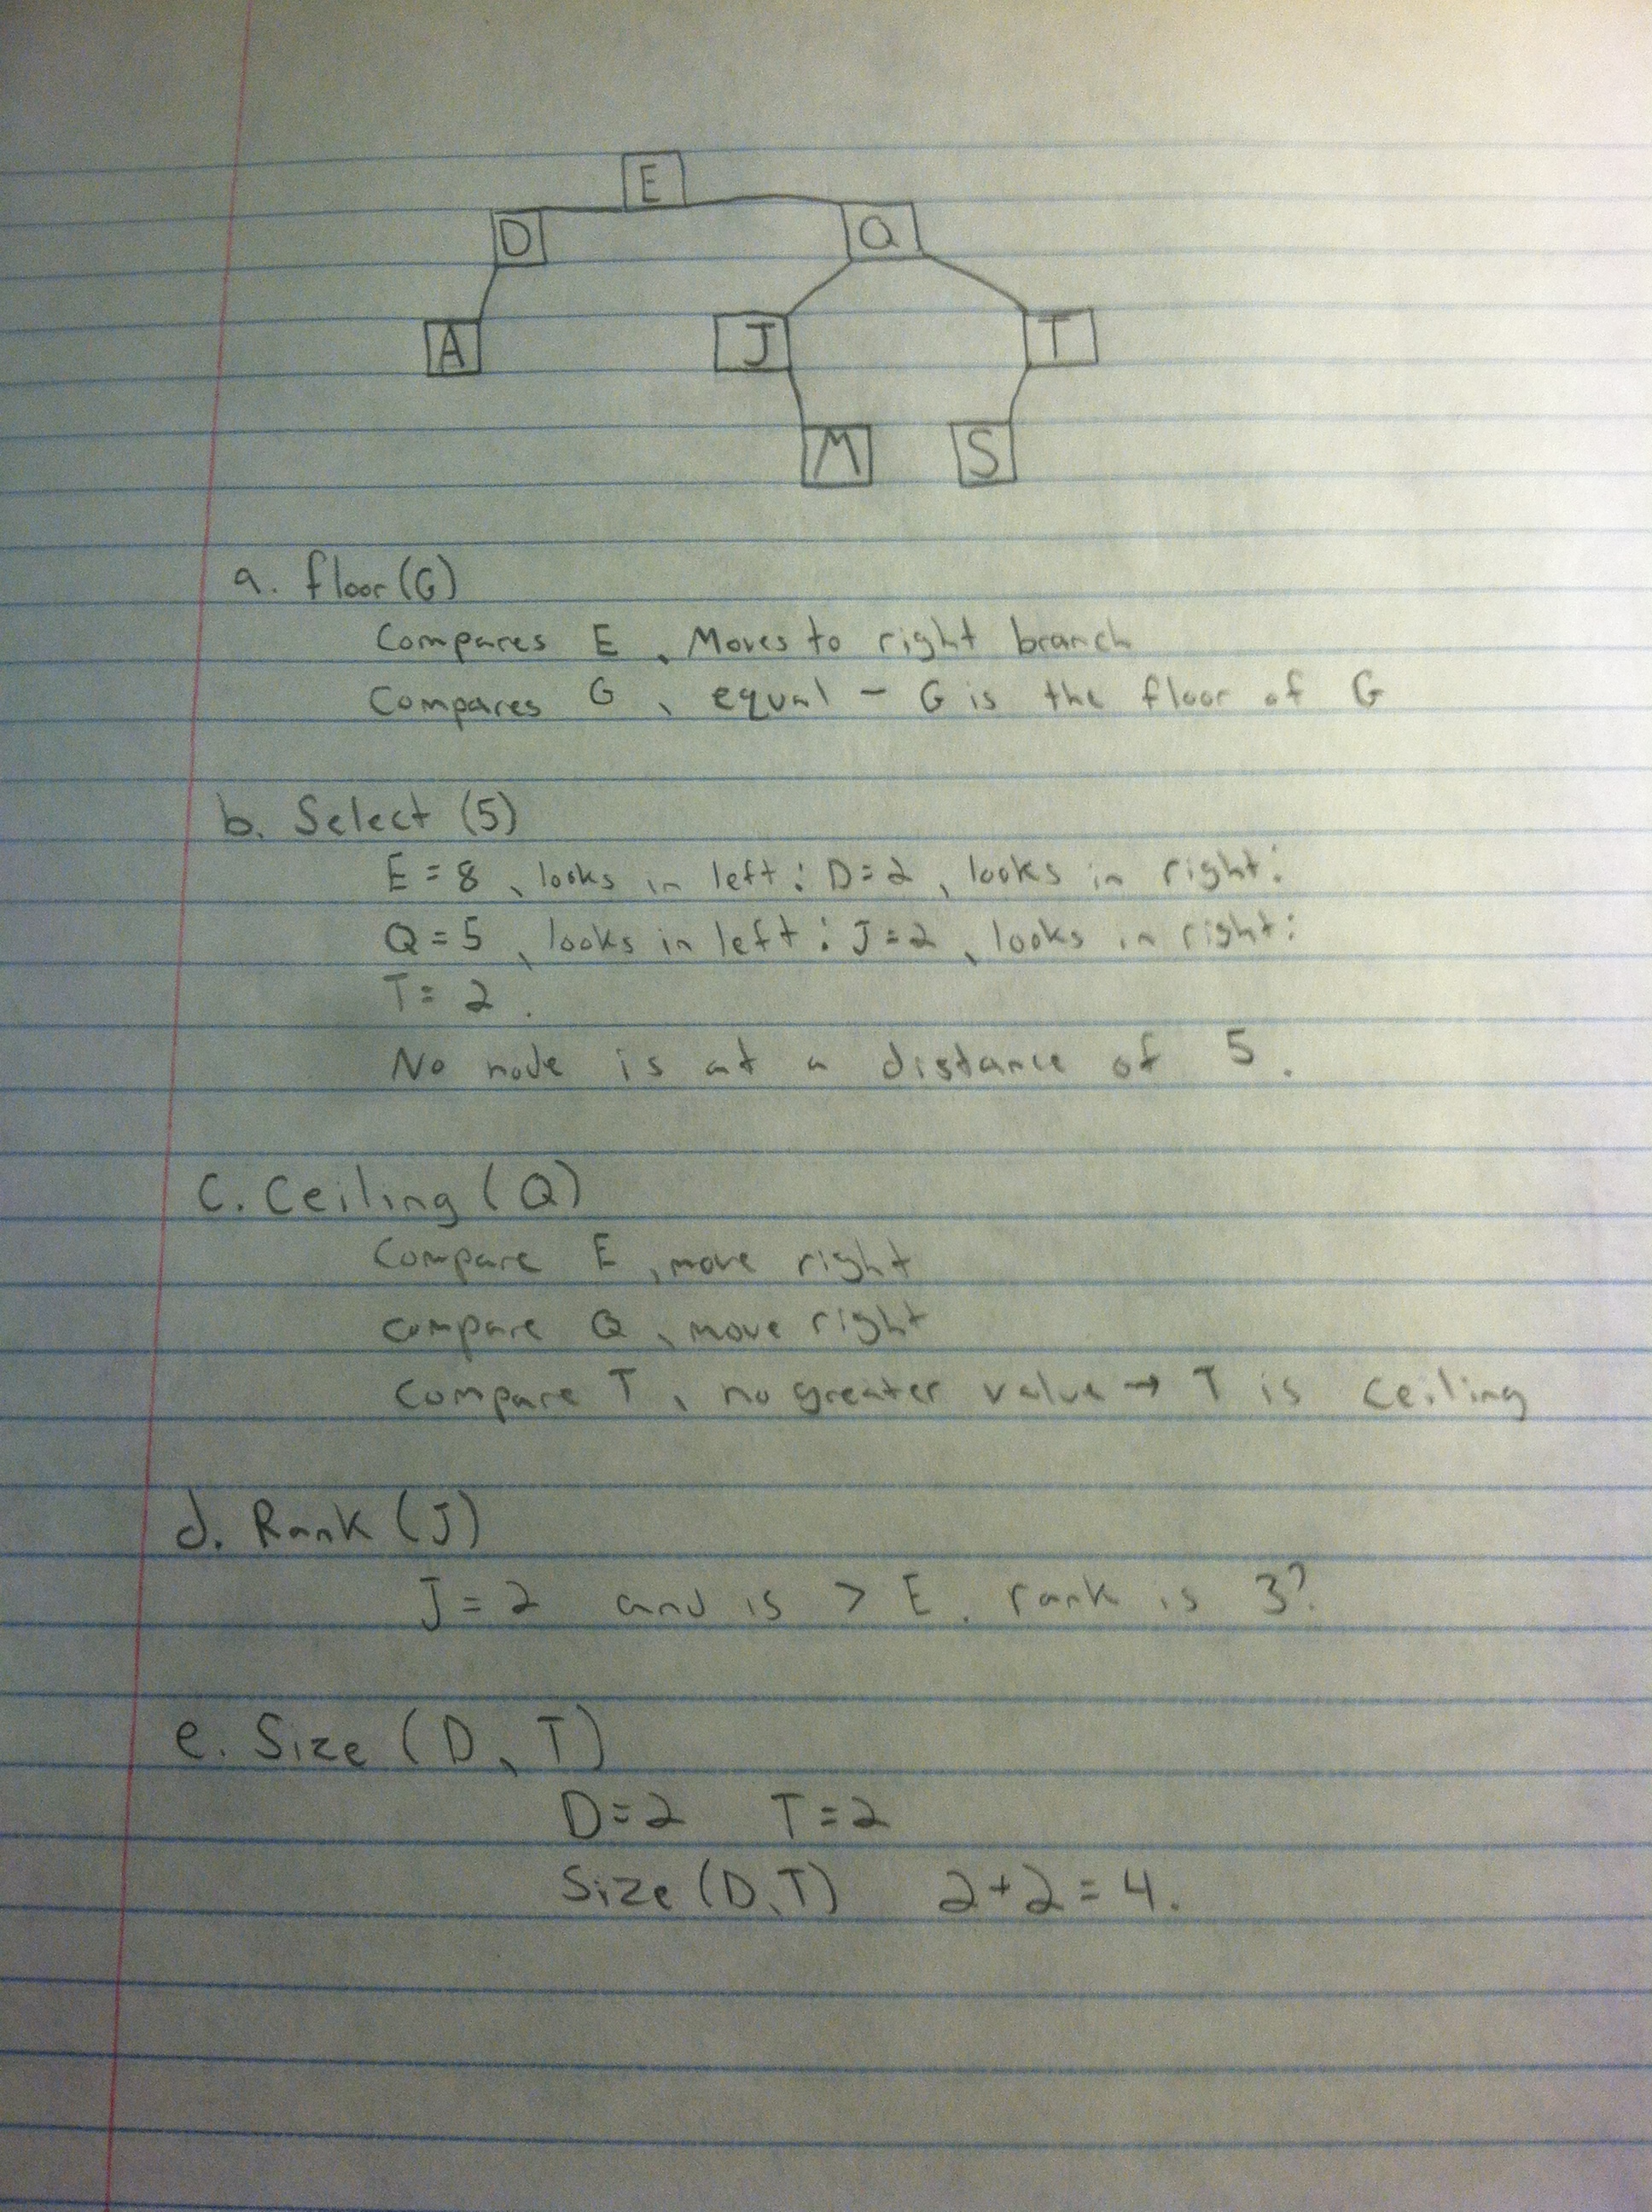 E
D Q
A J T
M S
a. floor(G)
Compares E, Moves to right branch
Compares G, equal - G is the floor of G
b. Select (5)
E = 8, looks in left: D=2, looks in right:
Q = 5, looks in left: J=2, looks in right:
T= 2.
No node is at a distance of 5.
C. Ceiling (Q)
Compare E, move right
compare Q, move right
compare T, no greater value → T is ceiling
d. Rank (J)
J = 2 and is > E. rank is 3?
e. Size (D, T)
D=2 T=2
Size (D,T) 2+2=4.